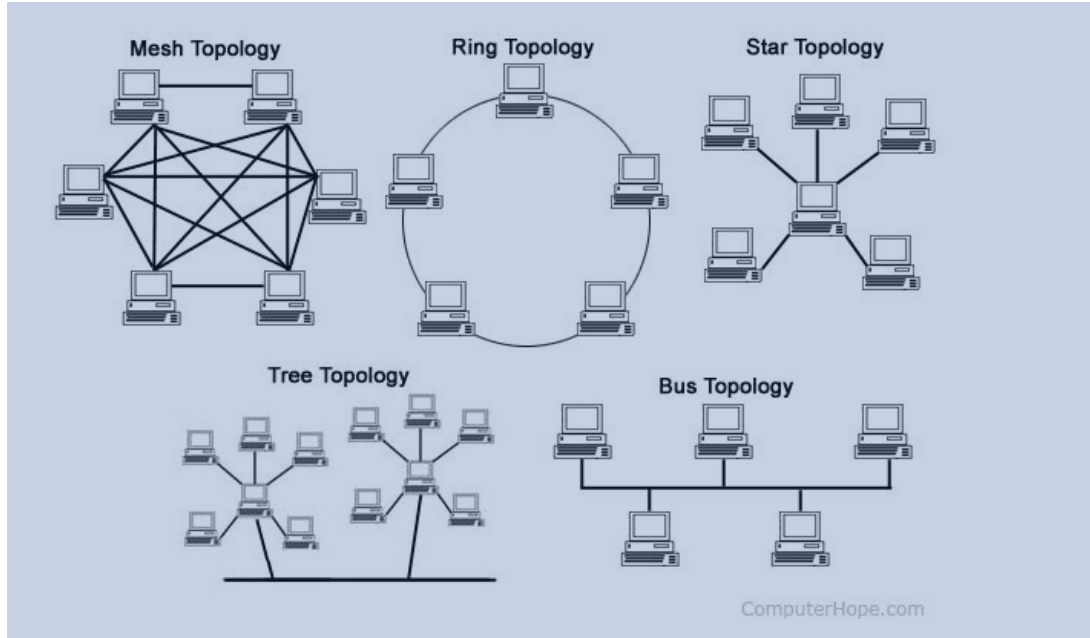 Mesh Topology
Ring Topology
Star Topology
Tree Topology
Bus Topology
ComputerHope.com